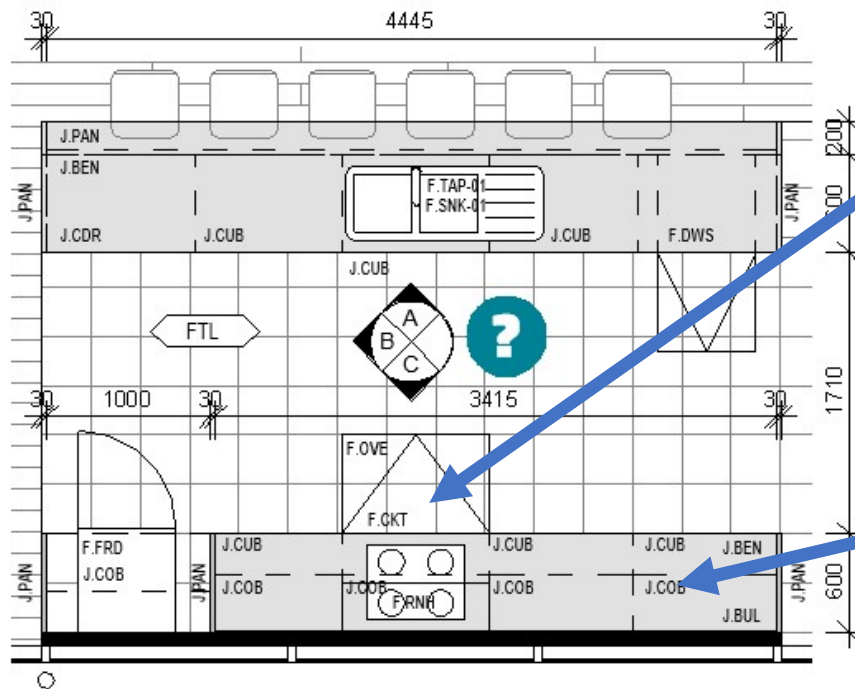 30 4445 30
J.PAN
200
J.BEN
F.TAP-01
J.PAN J.PAN
F.SNK-01
J.CDR J.CUB J.CUB F.DWS
J.CUB
A
FTL B ?
C
30 1000 30 3415 30
1710
F.OVE
F.CKT
F.FRD J.CUB J.CUB J.CUB J.BEN
J.COB J.COB J.COB J.COB J.COB
J.PAN J.PAN J.PAN 600
F.RNH
J.BUL